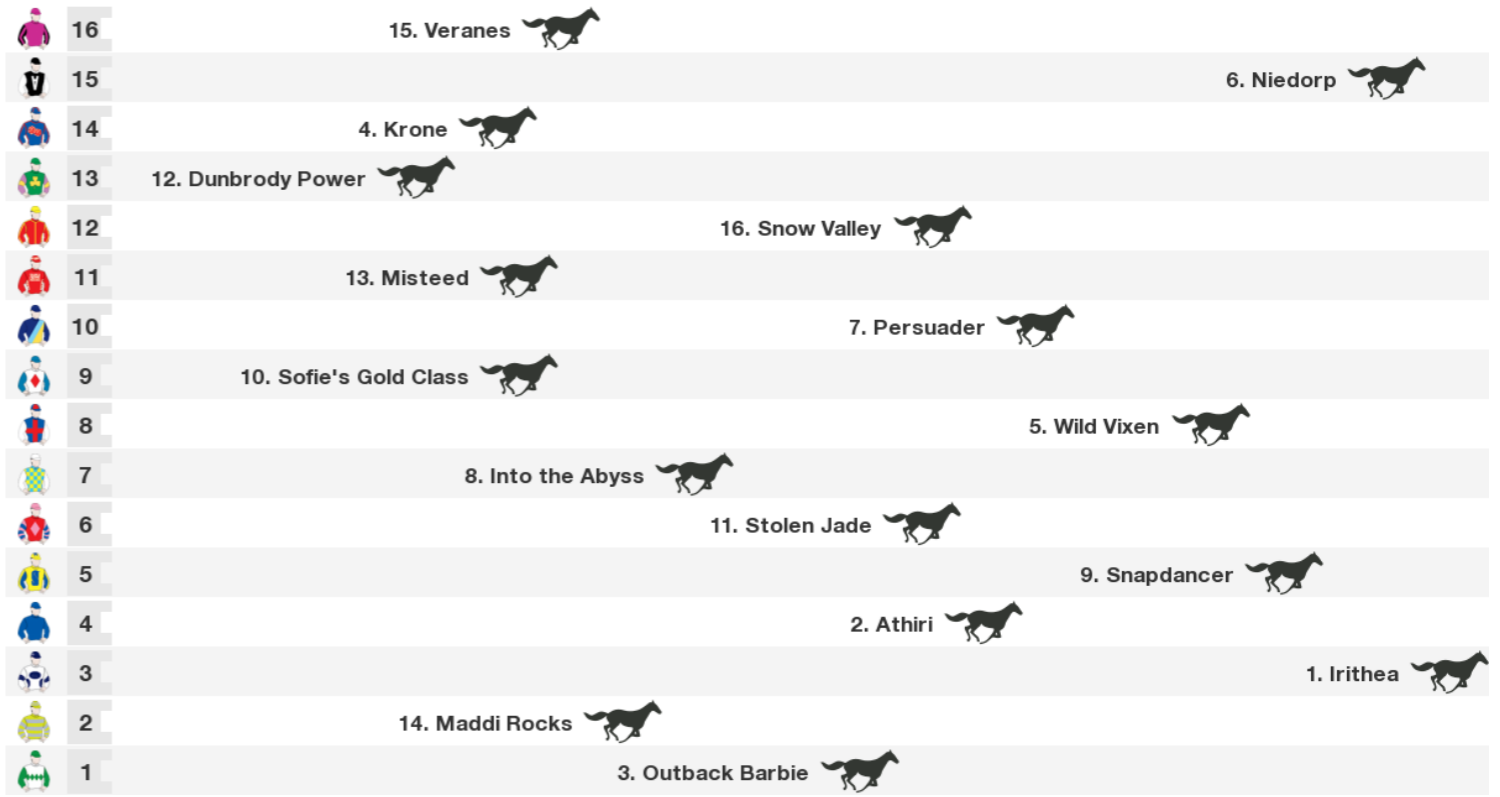 16 15. Veranes
15 6. Niedorp
14 4. Krone
13 12. Dunbrody Power
12 16. Snow Valley
11 13. Misteed
10 7. Persuader
9 10. Sofie's Gold Class
8 5. Wild Vixen
7 8. Into the Abyss
6 11. Stolen Jade
5 9. Snapdancer
4 2. Athiri
3 1. Irithea
2 14. Maddi Rocks
1 3. Outback Barbie